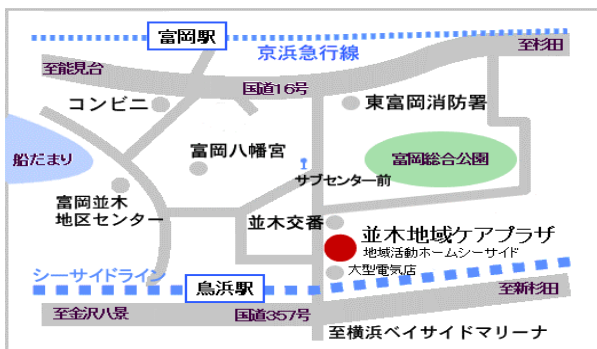 富岡駅
京浜急行線
至杉田
至能見台
国道16号
コンビニ
東富岡消防署
船だまり
富岡八幡宮
富岡総合公園
サブセンター前
富岡並木
地区センター
並木交番
並木地域ケアプラザ
地域活動ホームシーサイド
大型電気店
シーサイドライン
鳥浜駅
至新杉田
至金沢八景
国道357号
至横浜ベイサイドマリーナ